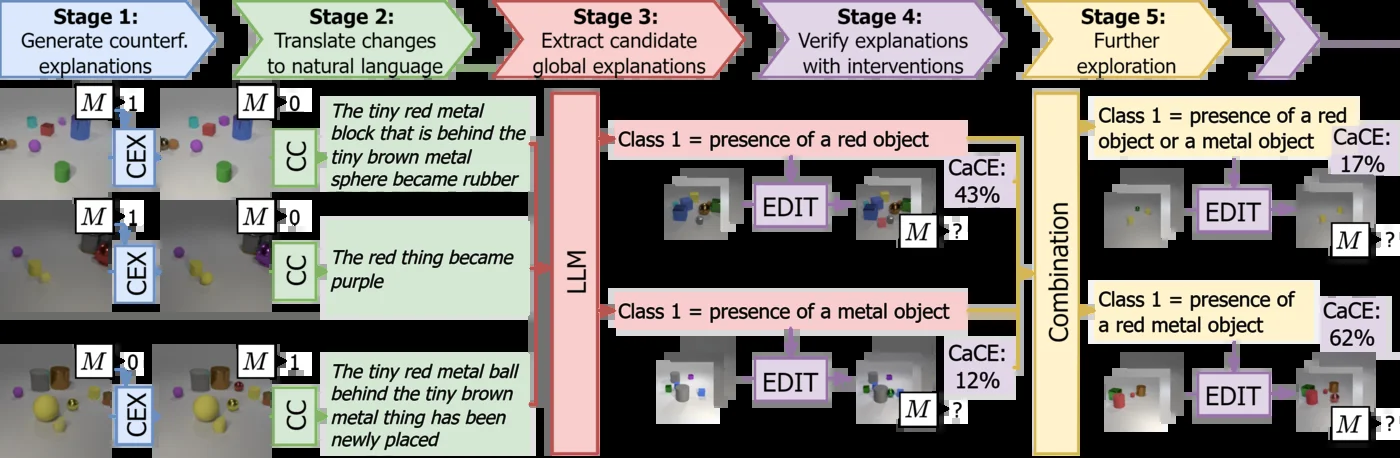 Stage 1:
Generate counterf.
explanations
Stage 2:
Translate changes
to natural language
Stage 3:
Extract candidate
global explanations
Stage 4:
Verify explanations
with interventions
Stage 5:
Further
exploration
M 1
CEX
M 0
CC
The tiny red metal
block that is behind the
tiny brown metal
sphere became rubber
M 1
CEX
M 0
CC
The red thing became
purple
M 0
CEX
M 1
CC
The tiny red metal ball
behind the tiny brown
metal thing has been
newly placed
LLM
Class 1 = presence of a red object
EDIT
M ?
CaCE:
43%
Class 1 = presence of a metal object
EDIT
M ?
CaCE:
12%
Combination
Class 1 = presence of a red
object or a metal object
CaCE:
17%
EDIT
M ?
Class 1 = presence of
a red metal object
CaCE:
62%
EDIT
M ?